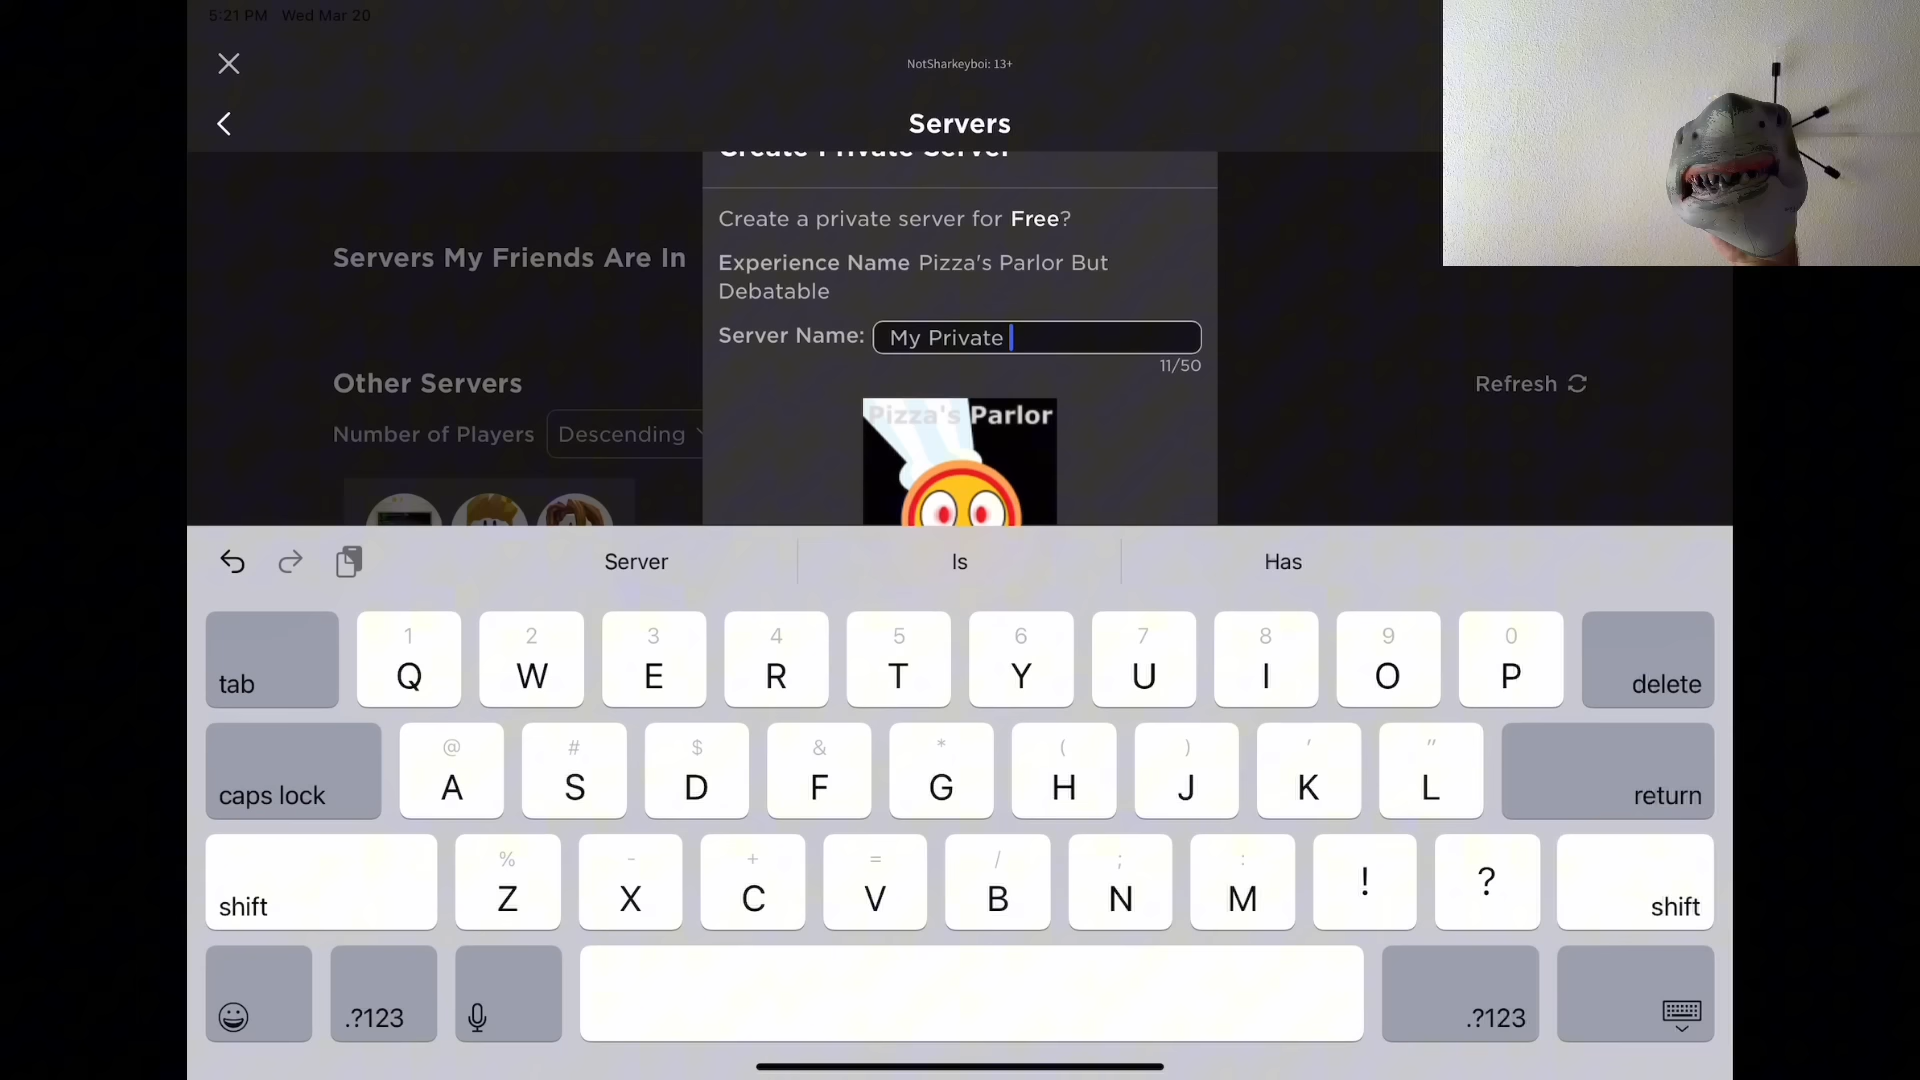 5:21 PM Wed Mar 20
NotSharkeyboi: 13+
Servers
Create Private Server
Create a private server for Free?
Servers My Friends Are In
Experience Name Pizza's Parlor But
Debatable
Server Name: My Private
11/50
Other Servers
Refresh
Number of Players Descending
Pizza's Parlor
Server Is Has
1 2 3 4 5 6 7 8 9 0
tab Q W E R T Y U I O P delete
@ # $ & * ( ) ' "
caps lock A S D F G H J K L return
% - + = / ; :
shift Z X C V B N M ! ? shift
.?123 .?123